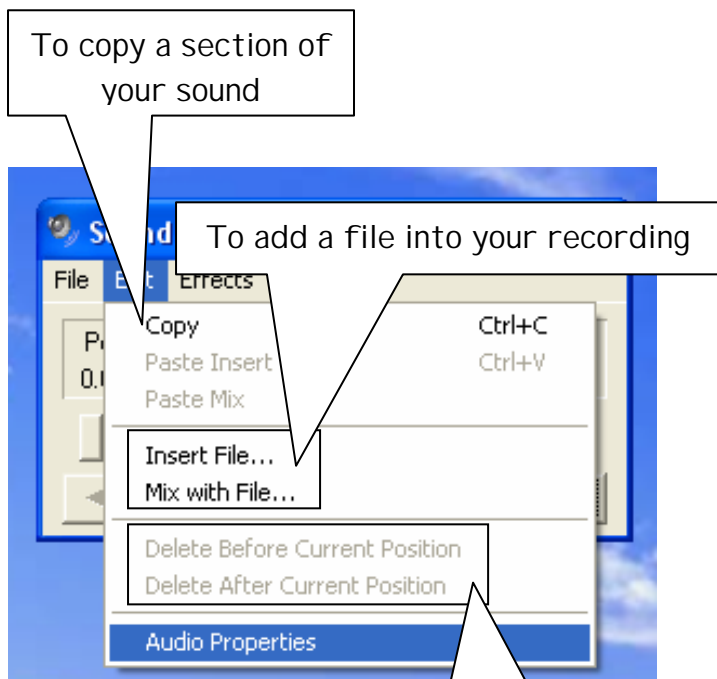 To copy a section of
your sound
To add a file into your recording
File Effects
Copy Ctrl+C
Paste Insert Ctrl+V
Paste Mix
Insert File...
Mix with File...
Delete Before Current Position
Delete After Current Position
Audio Properties